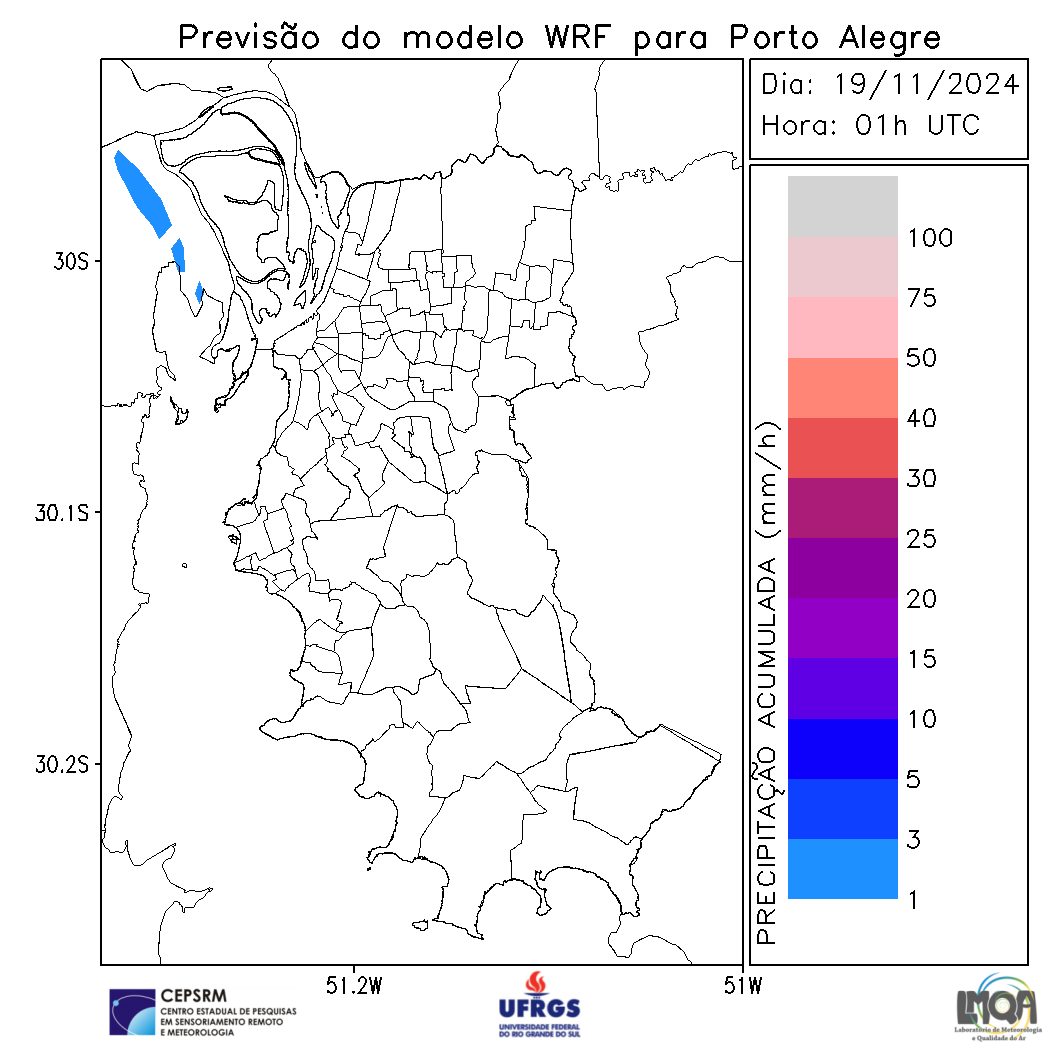 Previsão do modelo WRF para Porto Alegre
Dia: 19/11/2024
Hora: 01h UTC
30S
30.1S
30.2S
51.2W
51W
PRECIPITAÇÃO ACUMULADA (mm/h)
100
75
50
40
30
25
20
15
10
5
3
1
CEPSRM
CENTRO ESTADUAL DE PESQUISAS
EM SENSORIAMENTO REMOTO
E METEOROLOGIA
UFRGS
UNIVERSIDADE FEDERAL
DO RIO GRANDE DO SUL
LMQA
Laboratório de Meteorologia
e Qualidade do Ar